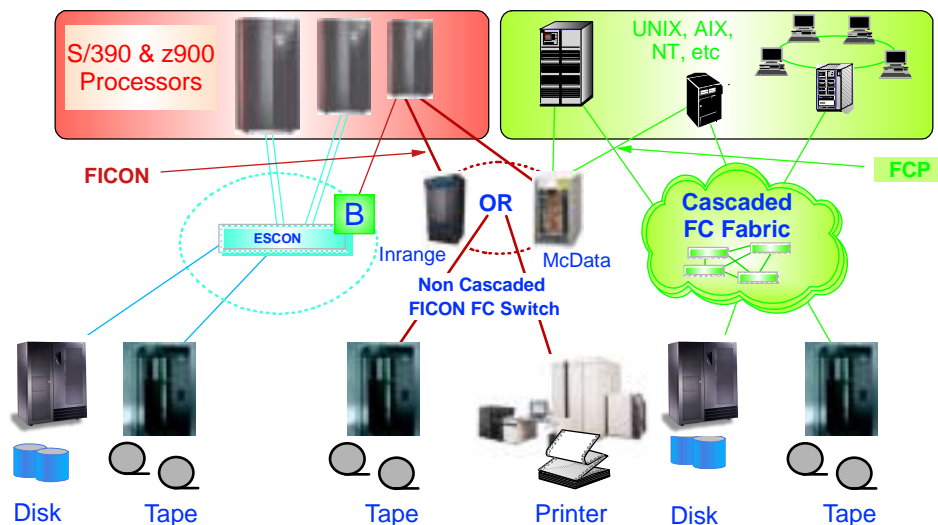 S/390 & z900
Processors
UNIX, AIX,
NT, etc
FICON
FCP
B
ESCON
OR
Inrange
McData
Cascaded
FC Fabric
Non Cascaded
FICON FC Switch
Disk
Tape
Tape
Printer
Disk
Tape